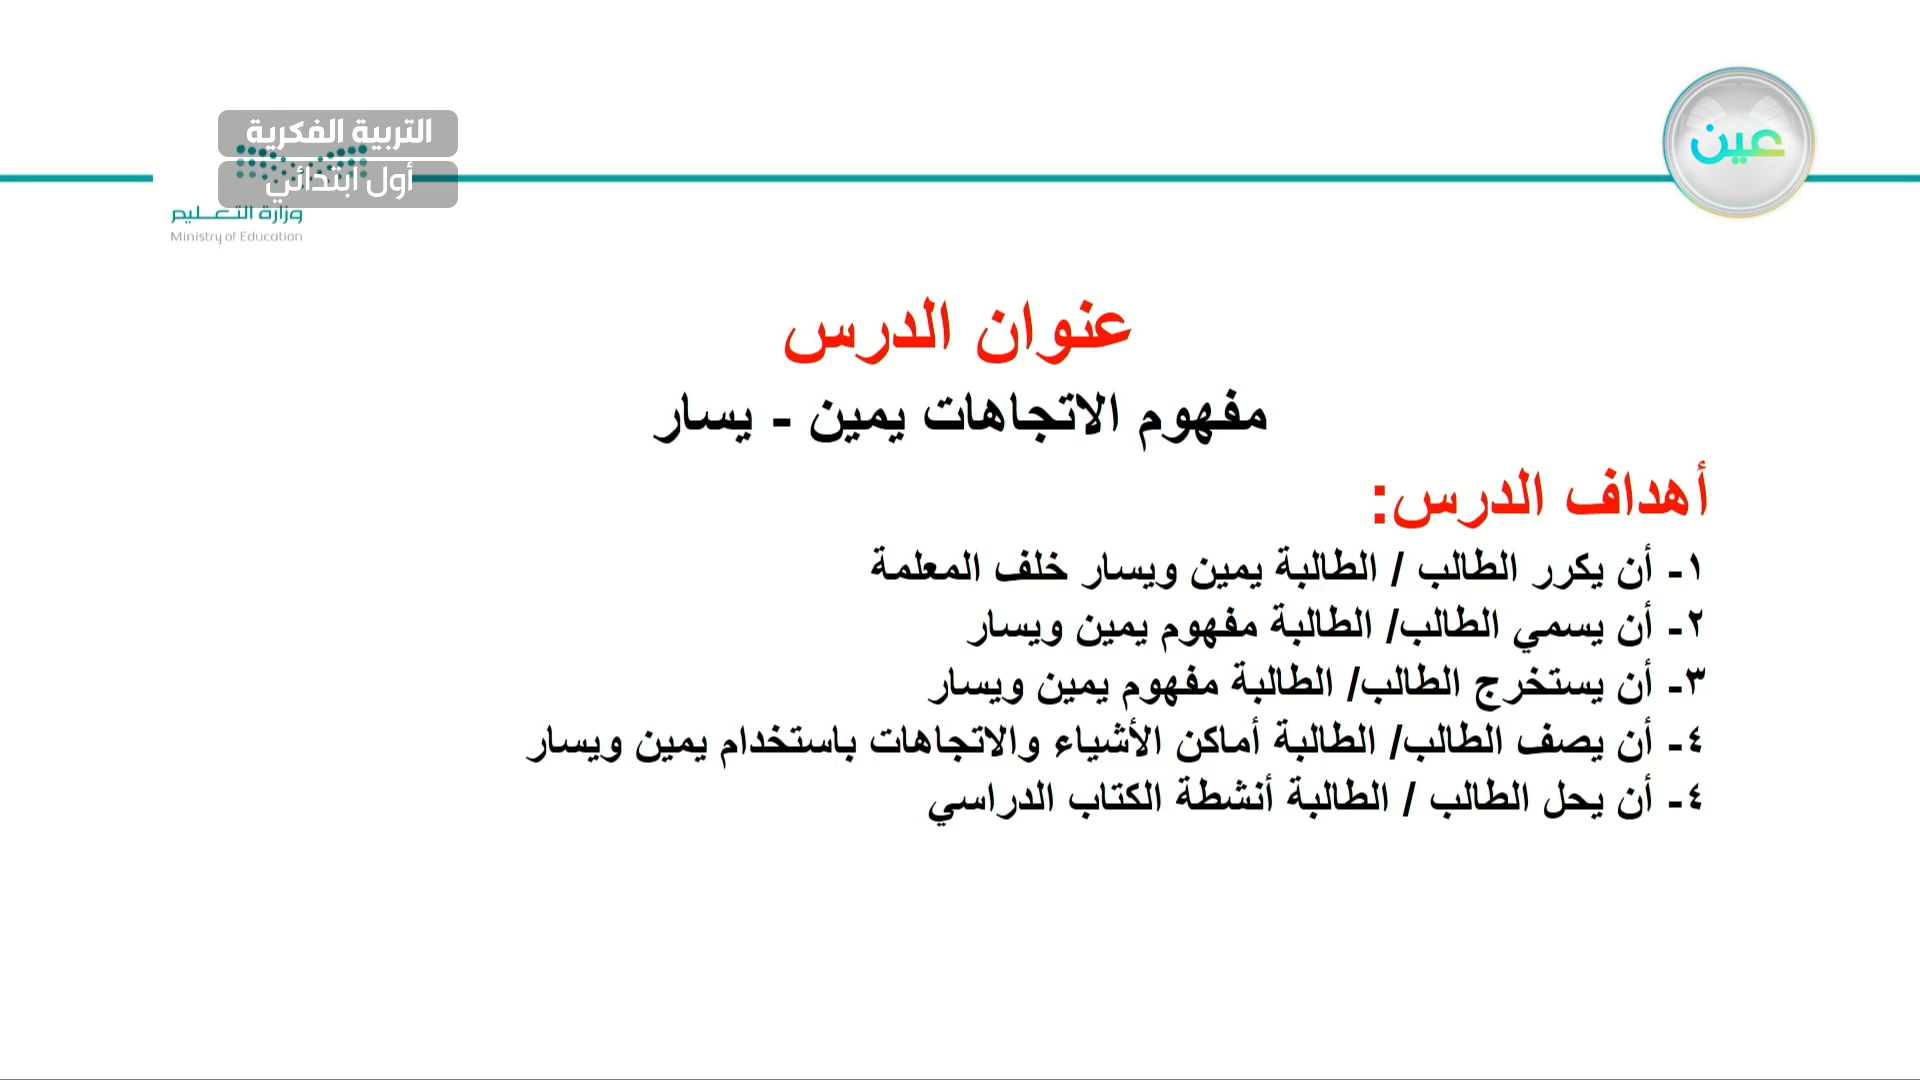 التربية الفكرية
أول ابتدائي
عين
وزارة التعليم
Ministry of Education
عنوان الدرس
مفهوم الاتجاهات يمين - يسار
أهداف الدرس:
١- أن يكرر الطالب / الطالبة يمين ويسار خلف المعلمة
٢- أن يسمي الطالب/ الطالبة مفهوم يمين ويسار
٣- أن يستخرج الطالب/ الطالبة مفهوم يمين ويسار
٤- أن يصف الطالب/ الطالبة أماكن الأشياء والاتجاهات باستخدام يمين ويسار
٤- أن يحل الطالب / الطالبة أنشطة الكتاب الدراسي